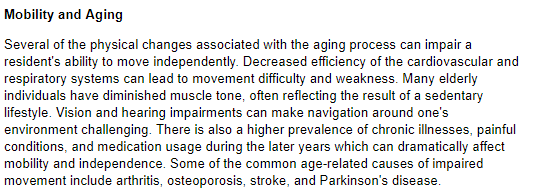 Mobility and Aging
Several of the physical changes associated with the aging process can impair a
resident's ability to move independently. Decreased efficiency of the cardiovascular and
respiratory systems can lead to movement difficulty and weakness. Many elderly
individuals have diminished muscle tone, often reflecting the result of a sedentary
lifestyle. Vision and hearing impairments can make navigation around one's
environment challenging. There is also a higher prevalence of chronic illnesses, painful
conditions, and medication usage during the later years which can dramatically affect
mobility and independence. Some of the common age-related causes of impaired
movement include arthritis, osteoporosis, stroke, and Parkinson's disease.